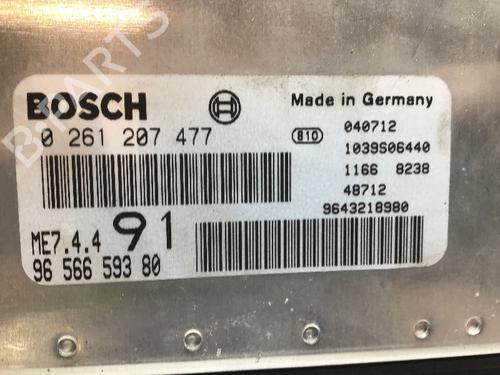 BOSCH
Made in Germany
0 261 207 477
810
040712
1039S06440
1166 8238
48712
9643218980
ME7.4.4 91
96 566 593 80
B-PARTS